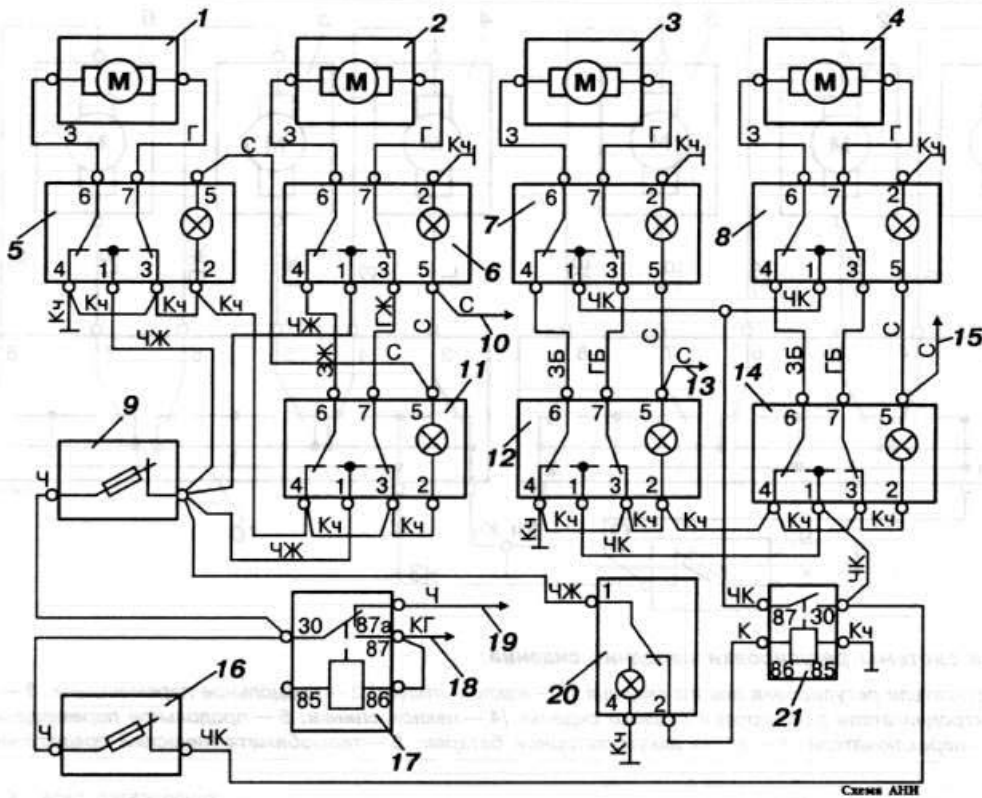 1 2 3 4
M M M M
З Г З Г З Г З Г
С Кч Кч Кч
6 7 5 6 7 2 6 7 2 6 7 2
5 6 7 8
4 1 3 2 4 1 3 5 4 1 3 5 4 1 3 5
Кч Кч Кч Кч
ЧЖ ЧЖ ГЖ С ЧК ЧК
10
ЗЖ С С ЗБ ГБ С С ЗБ ГБ С С 15
9 11 13 14
6 7 5 6 7 5 6 7 5
Ч 12
4 1 3 2 4 1 3 2 4 1 3 2
Кч Кч Кч Кч Кч Кч Кч
ЧЖ ЧК ЧК
ЧЖ 1 ЧК
30 87а Ч 19 87 30
16 87 КГ 18 К Кч
85 86 20 86 85
Ч ЧК 17 4 2 21
Кч
Схема АНН